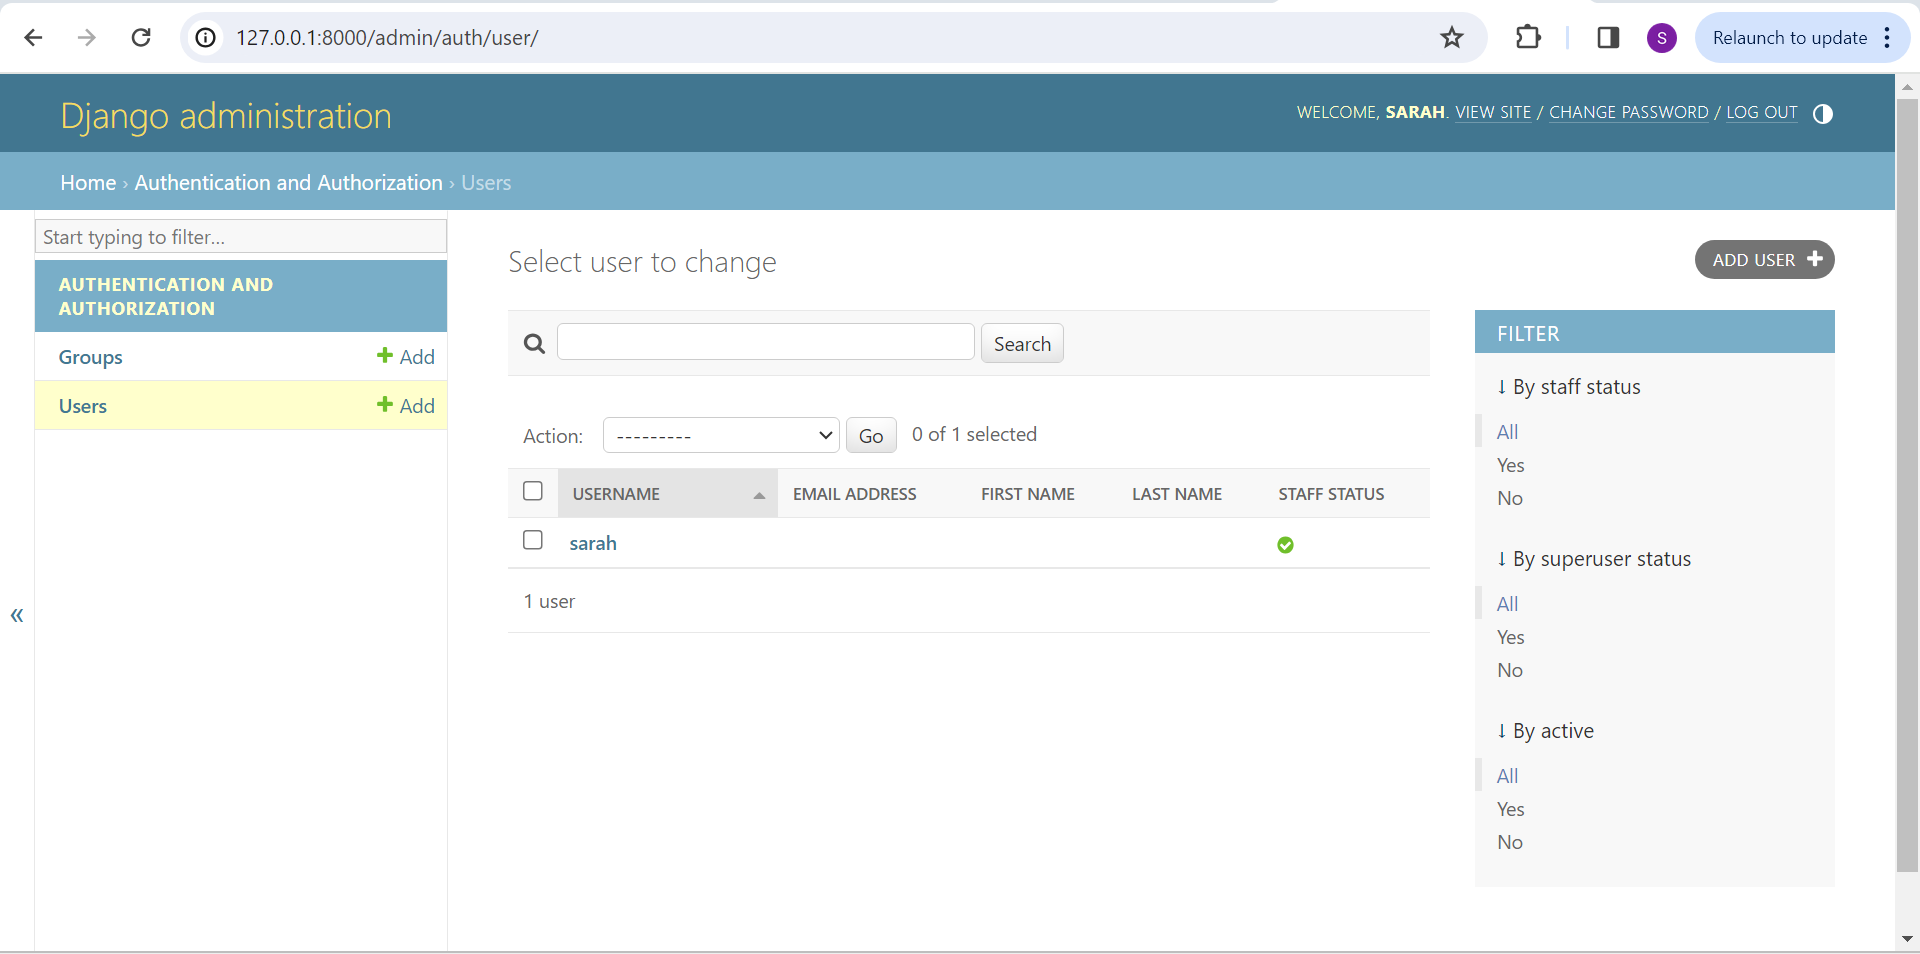 127.0.0.1:8000/admin/auth/user/
S
Relaunch to update
Django administration
WELCOME, SARAH. VIEW SITE / CHANGE PASSWORD / LOG OUT
Home › Authentication and Authorization › Users
Start typing to filter...
AUTHENTICATION AND
AUTHORIZATION
Groups
+ Add
Users
+ Add
«
Select user to change
ADD USER +
Search
Action:
---------
Go
0 of 1 selected
USERNAME
EMAIL ADDRESS
FIRST NAME
LAST NAME
STAFF STATUS
sarah
1 user
FILTER
↓ By staff status
All
Yes
No
↓ By superuser status
All
Yes
No
↓ By active
All
Yes
No